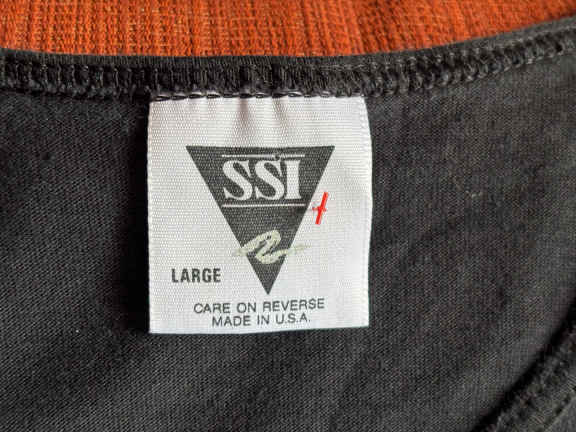 SSI
LARGE
CARE ON REVERSE
MADE IN U.S.A.